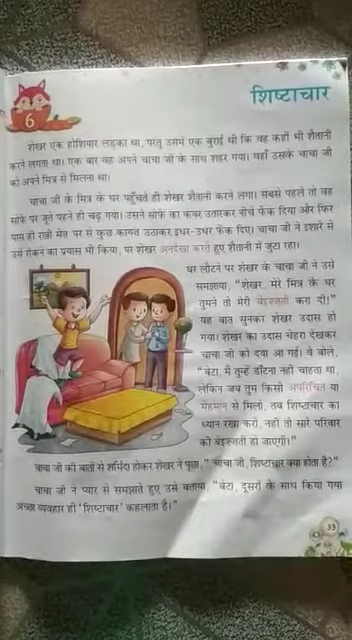 6
शिष्टाचार
शेखर एक होशियार लड़का था, परंतु उसमें एक बुराई थी कि वह कहीं भी शैतानी
करने लगता था। एक बार वह अपने चाचा जी के साथ शहर गया। वहाँ उसके चाचा जी
को अपने मित्र से मिलना था।
चाचा जी के मित्र के घर पहुँचते ही शेखर शैतानी करने लगा। सबसे पहले तो वह
सोफे पर जूते पहने ही चढ़ गया। उसने सोफे का कवर उतारकर नीचे फेंक दिया और फिर
पास ही रखी मेज पर से कुछ कागज उठाकर इधर-उधर फेंक दिए। चाचा जी ने इशारे से
उसे रोकने का प्रयास भी किया, पर शेखर अनदेखा करते हुए शैतानी में जुटा रहा।
घर लौटने पर शेखर के चाचा जी ने उसे
समझाया, "शेखर, मेरे मित्र के घर
तुमने तो मेरी बेइज्जती करा दी।"
यह बात सुनकर शेखर उदास हो
गया। शेखर का उदास चेहरा देखकर
चाचा जी को दया आ गई। वे बोले,
"बेटा, मैं तुम्हें डाँटना नहीं चाहता था,
लेकिन जब तुम किसी अपरिचित या
मेहमान से मिलो, तब शिष्टाचार का
ध्यान रखा करो, नहीं तो सारे परिवार
की बेइज्जती हो जाएगी।"
चाचा जी की बातों से शर्मिंदा होकर शेखर ने पूछा, "चाचा जी, शिष्टाचार क्या होता है?"
चाचा जी ने प्यार से समझाते हुए उसे बताया, "बेटा, दूसरों के साथ किया गया
अच्छा व्यवहार ही 'शिष्टाचार' कहलाता है।"
33